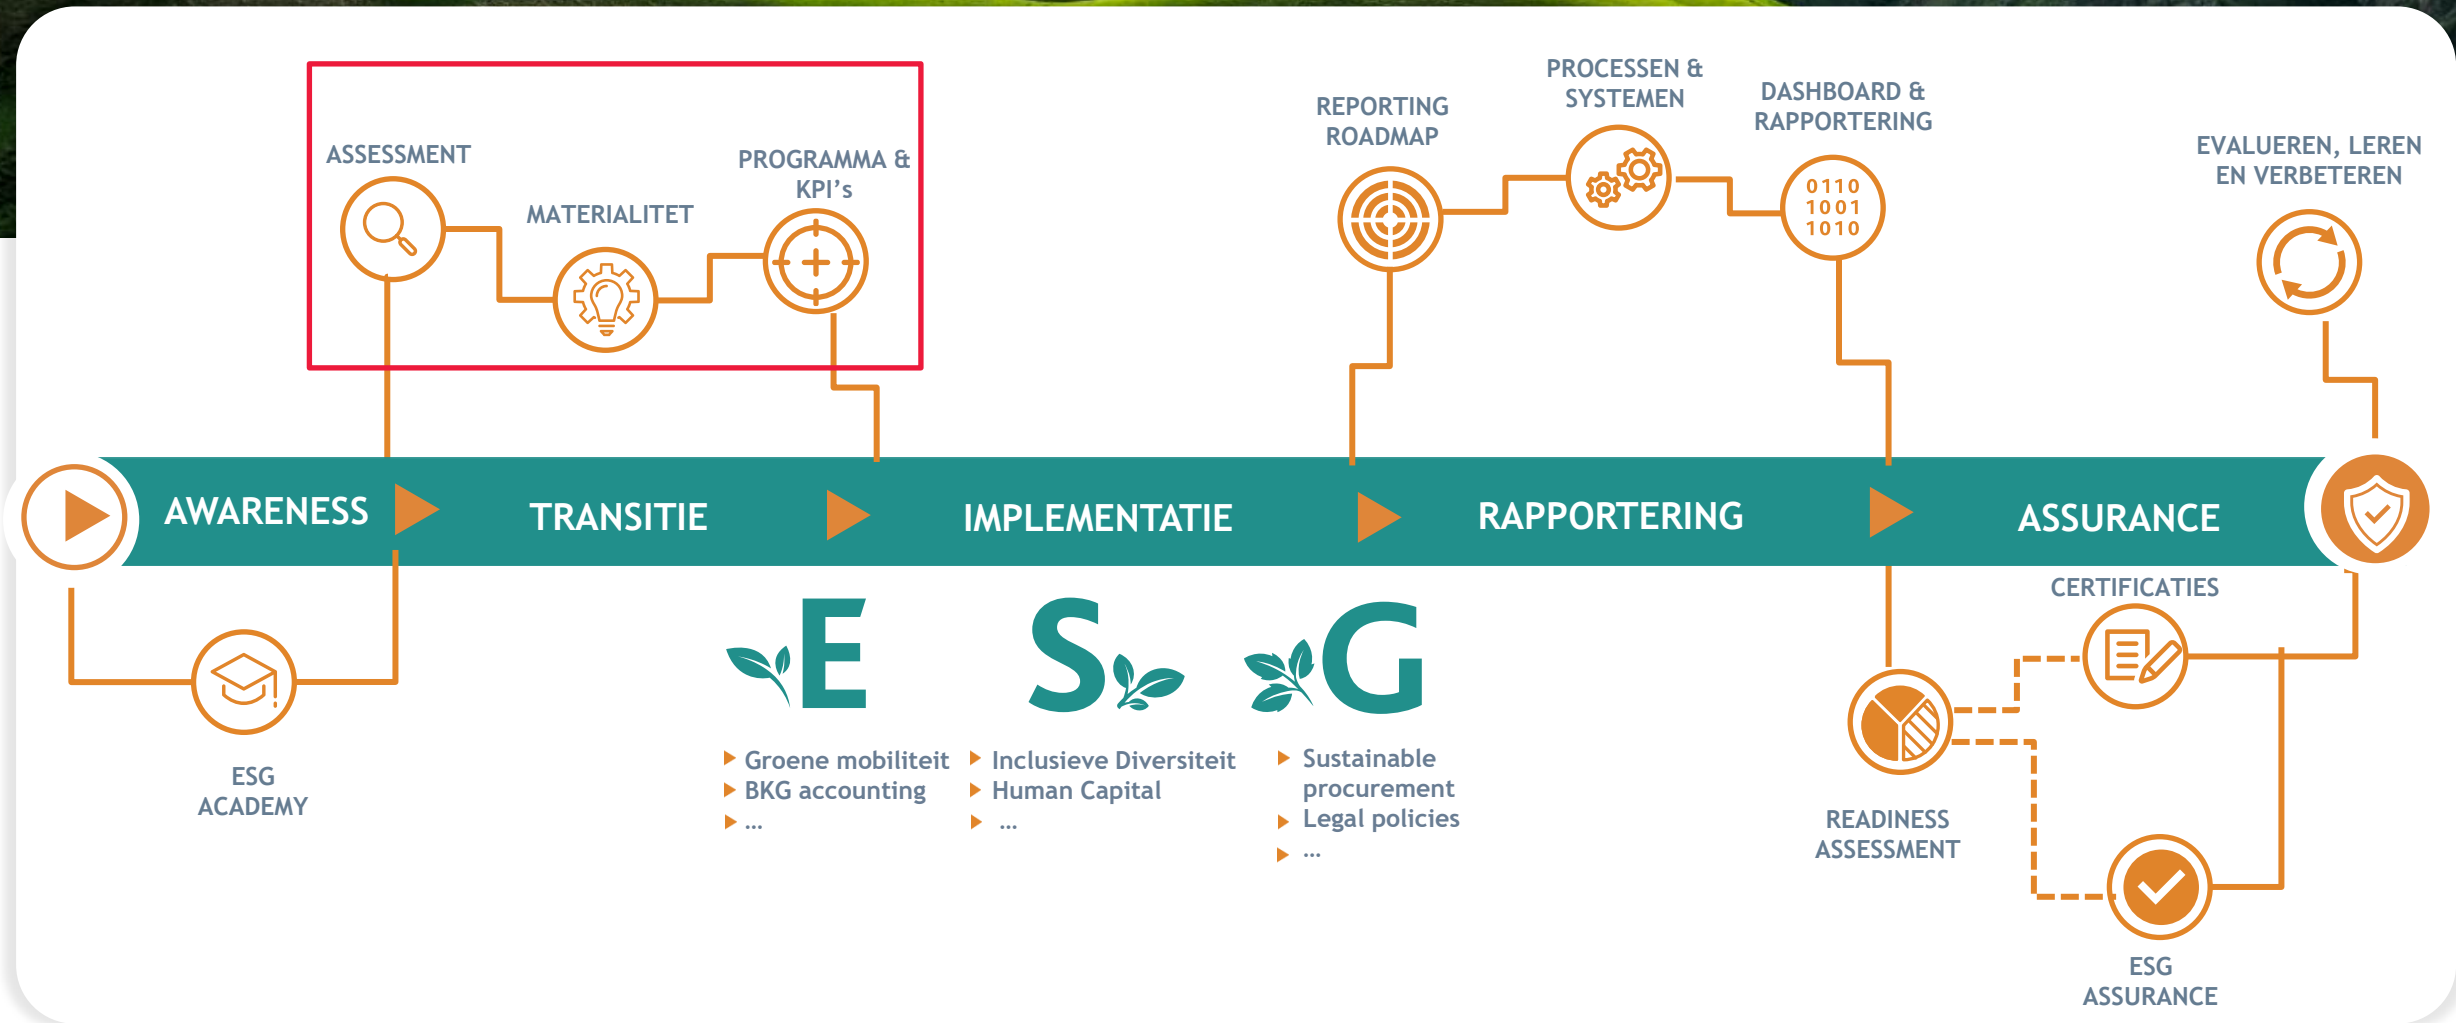 ASSESSMENT
MATERIALITET
PROGRAMMA &
KPI's
REPORTING
ROADMAP
PROCESSEN &
SYSTEMEN
DASHBOARD &
RAPPORTERING
0110
1001
1010
EVALUEREN, LEREN
EN VERBETEREN
AWARENESS
TRANSITIE
IMPLEMENTATIE
RAPPORTERING
ASSURANCE
ESG
ACADEMY
E
Groene mobiliteit
BKG accounting
...
S
Inclusieve Diversiteit
Human Capital
...
G
Sustainable
procurement
Legal policies
...
CERTIFICATIES
READINESS
ASSESSMENT
ESG
ASSURANCE